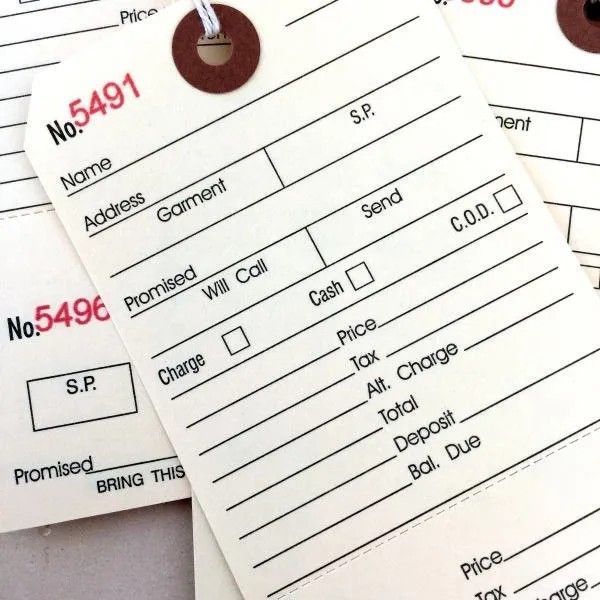 Price
No. 5491
Name
Address
Garment S.P.
Promised
Will Call Send
Charge Cash C.O.D.
Price
Tax
Alt. Charge
Total
Deposit
Bal. Due
Price
Tax
No. 5496
S.P.
Promised
BRING THIS